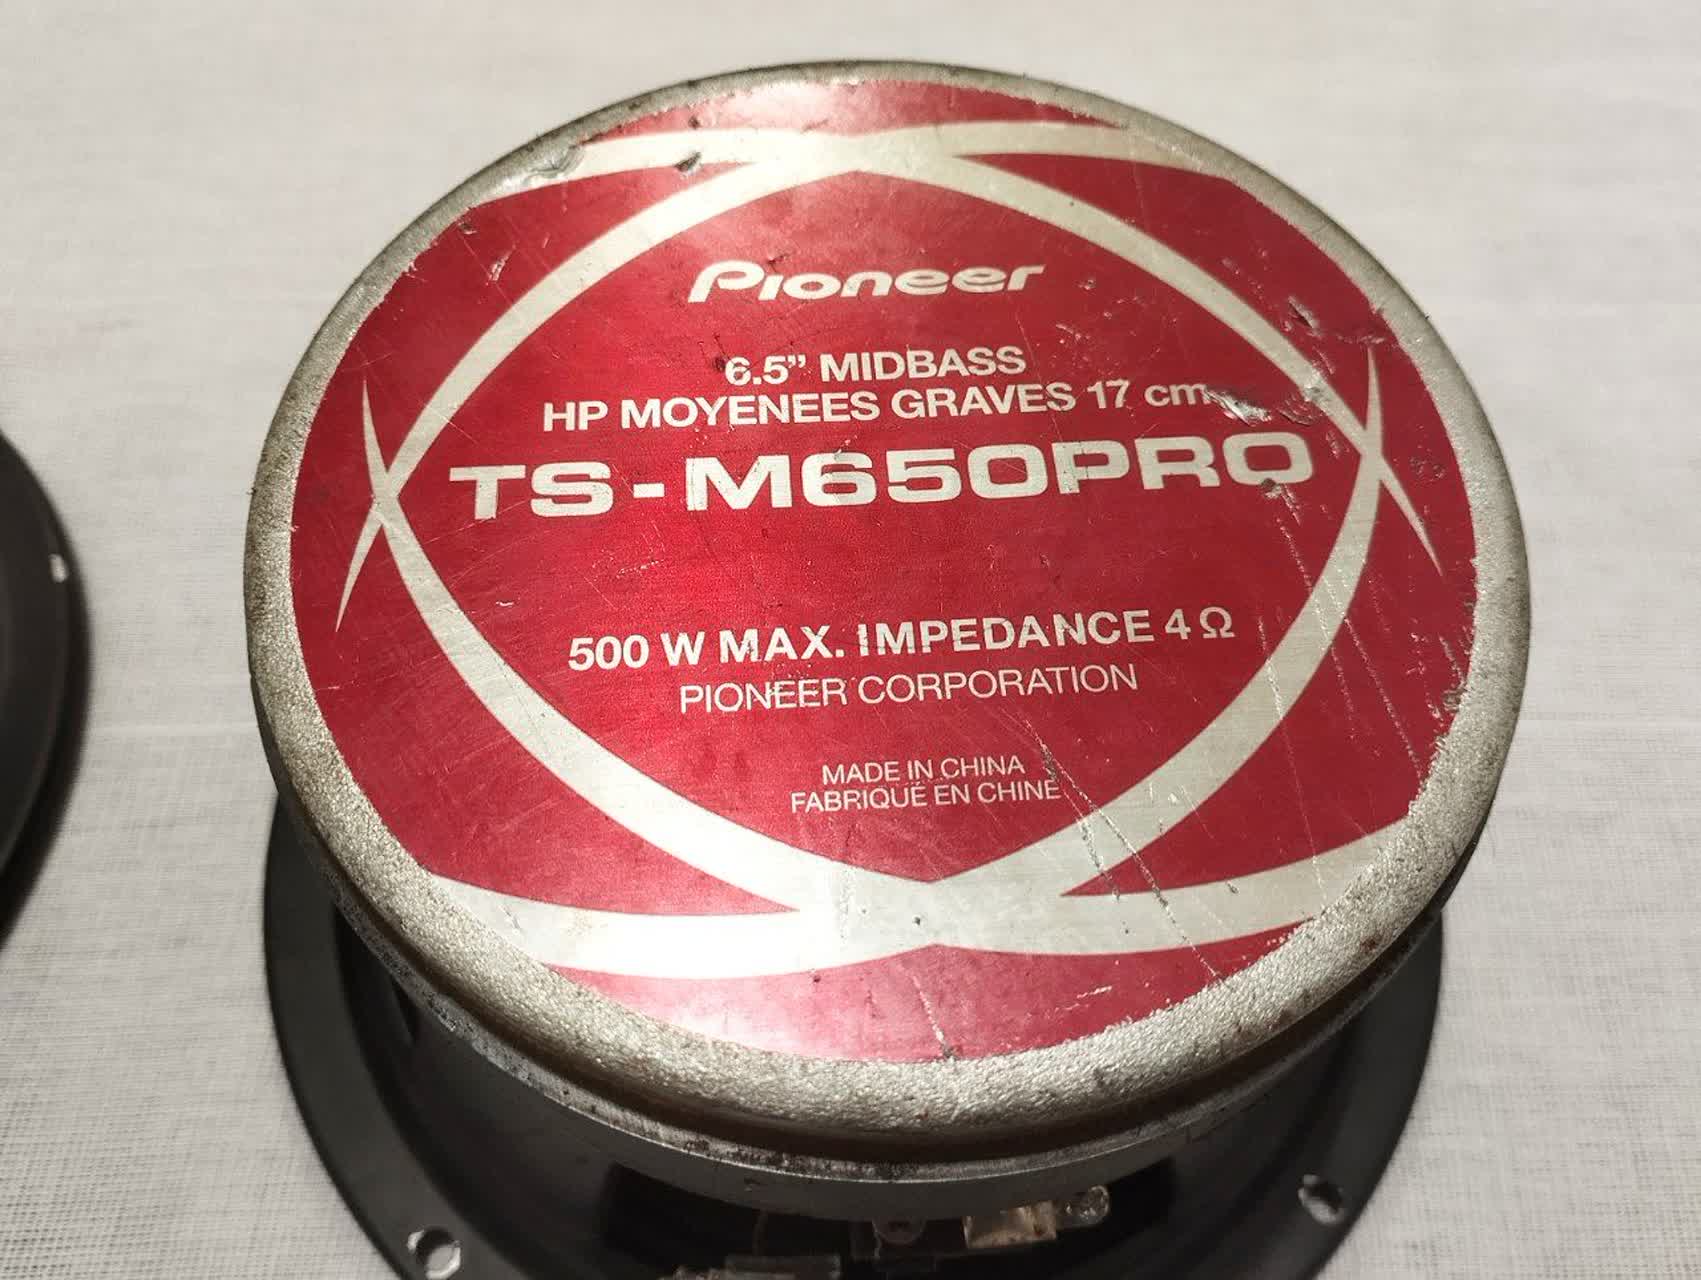 Pioneer
6.5” MIDBASS
HP MOYENEES GRAVES 17 cm
TS-M650PRO
500 W MAX. IMPEDANCE 4 Ω
PIONEER CORPORATION
MADE IN CHINA
FABRIQUÉ EN CHINE